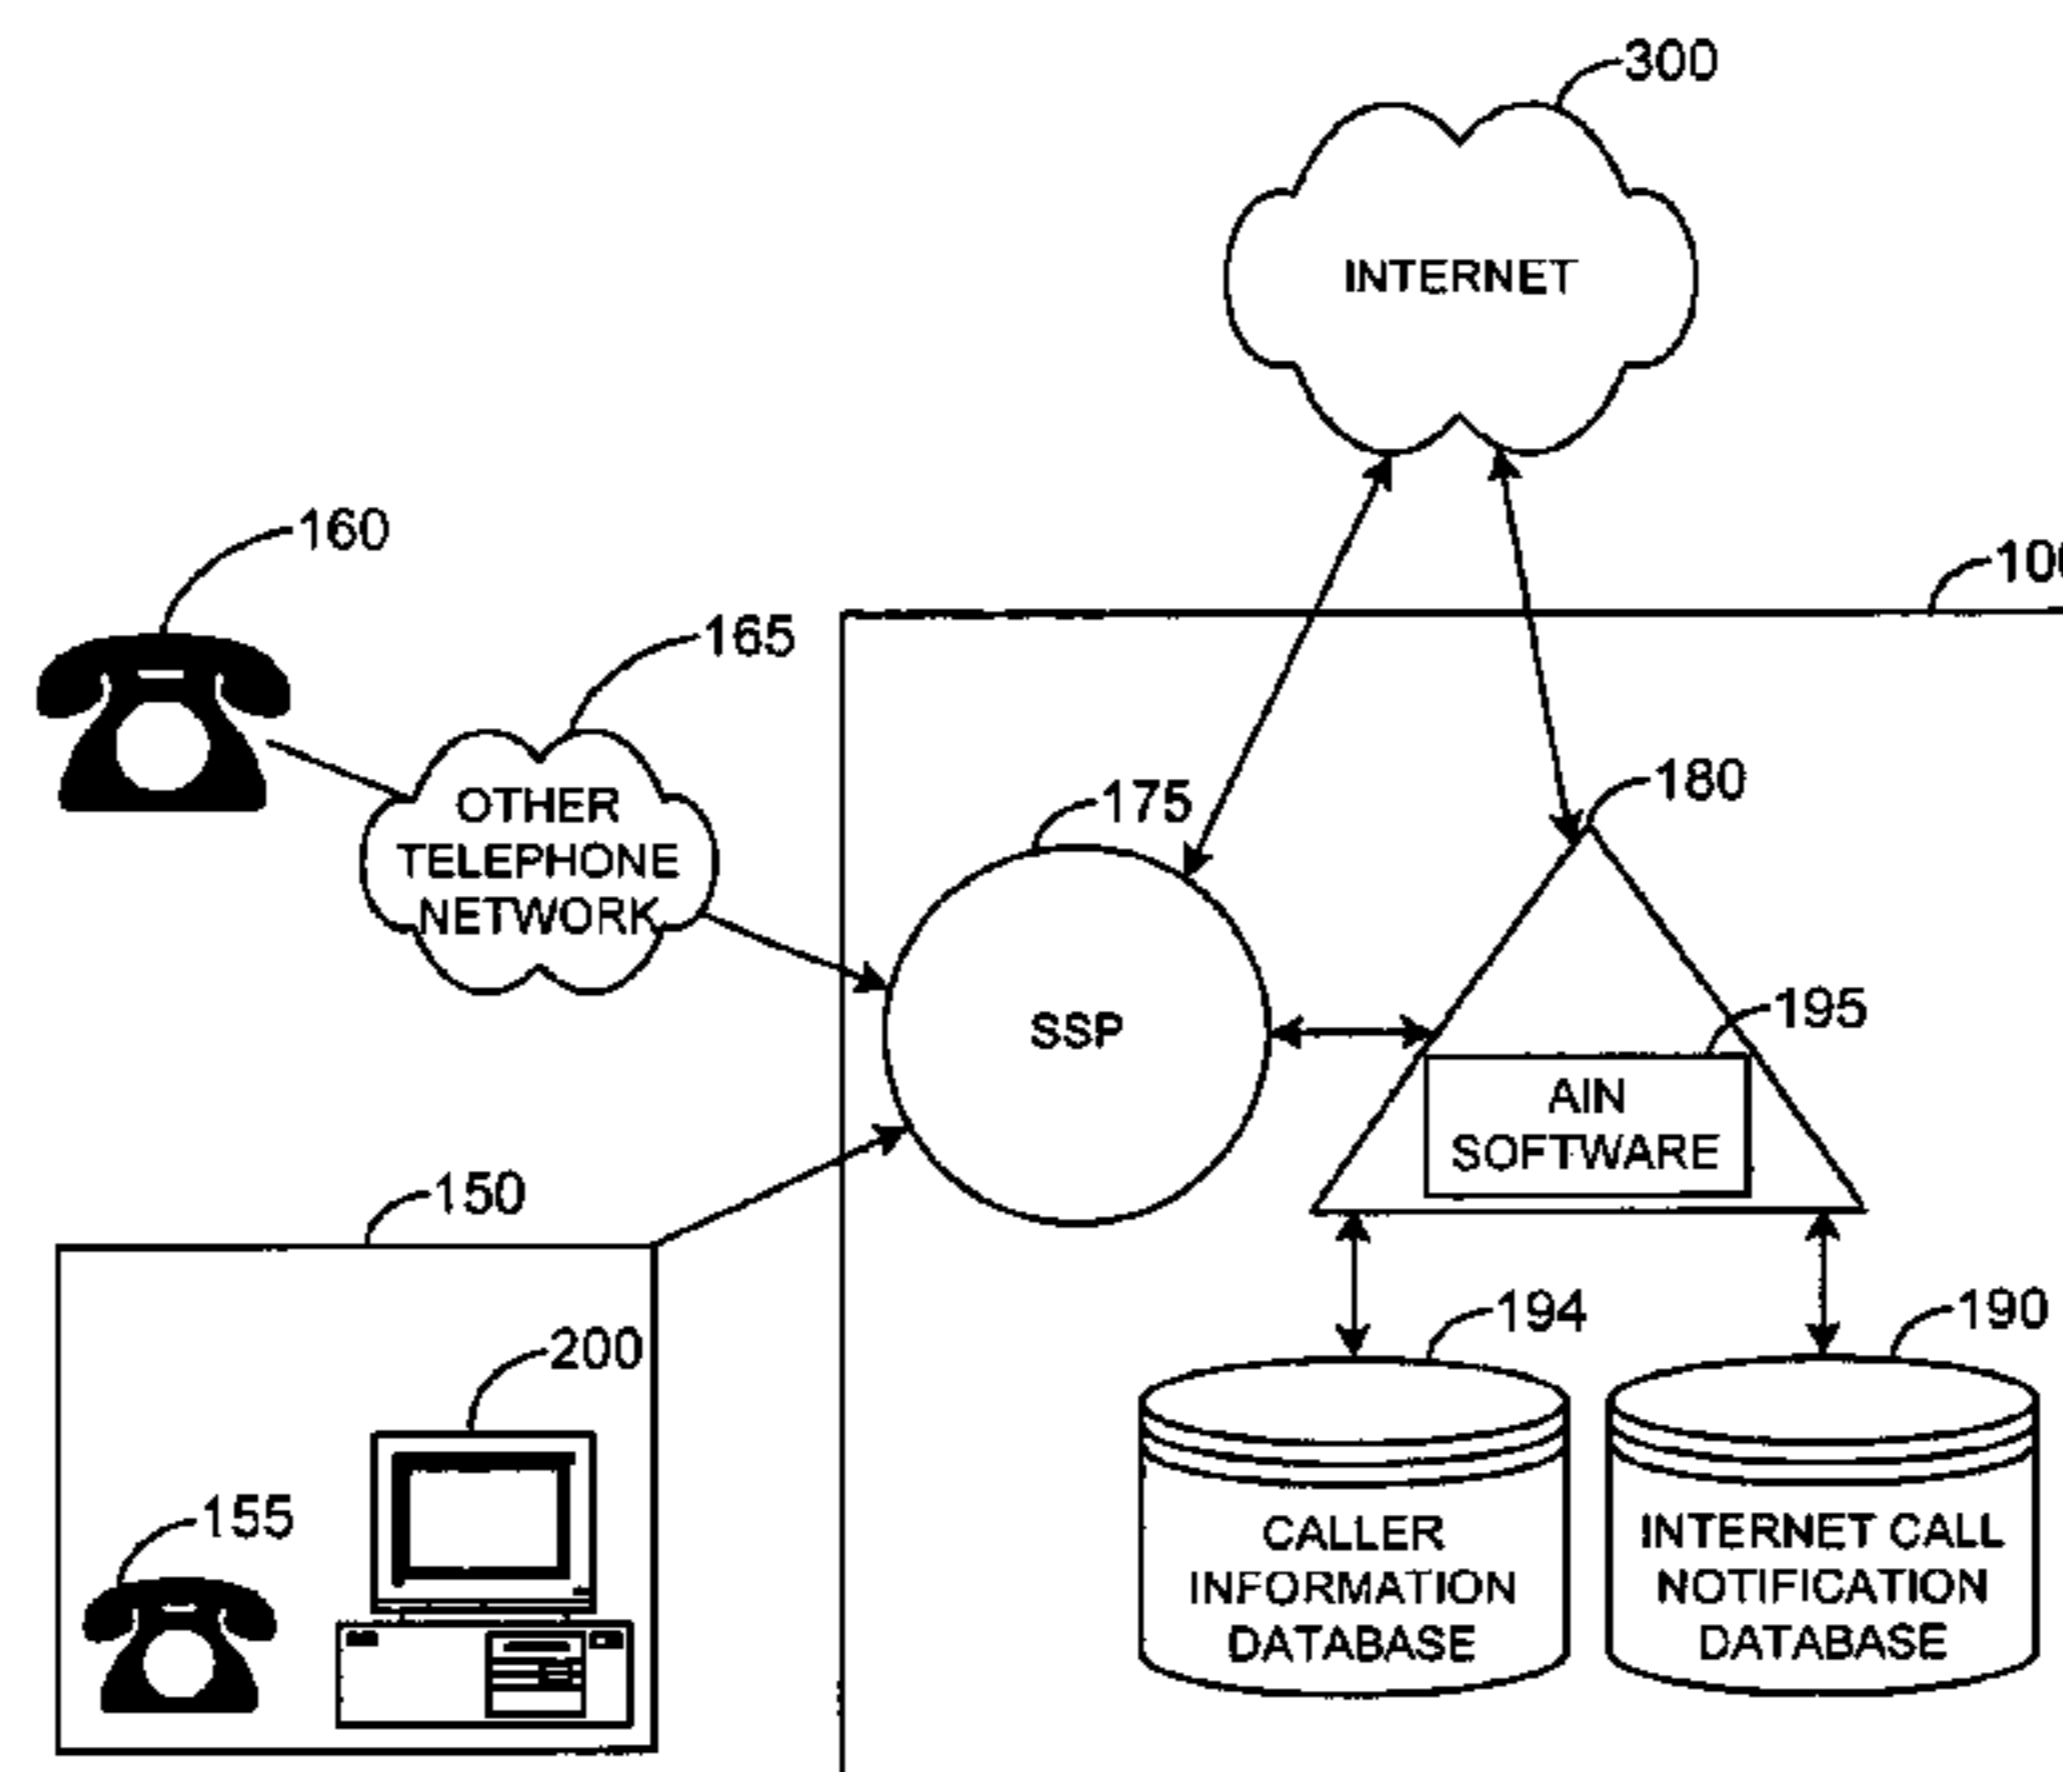 300
INTERNET
160
100
165
180
175
OTHER
TELEPHONE
NETWORK
195
SSP
AIN
SOFTWARE
150
194
190
200
155
CALLER
INFORMATION
DATABASE
INTERNET CALL
NOTIFICATION
DATABASE